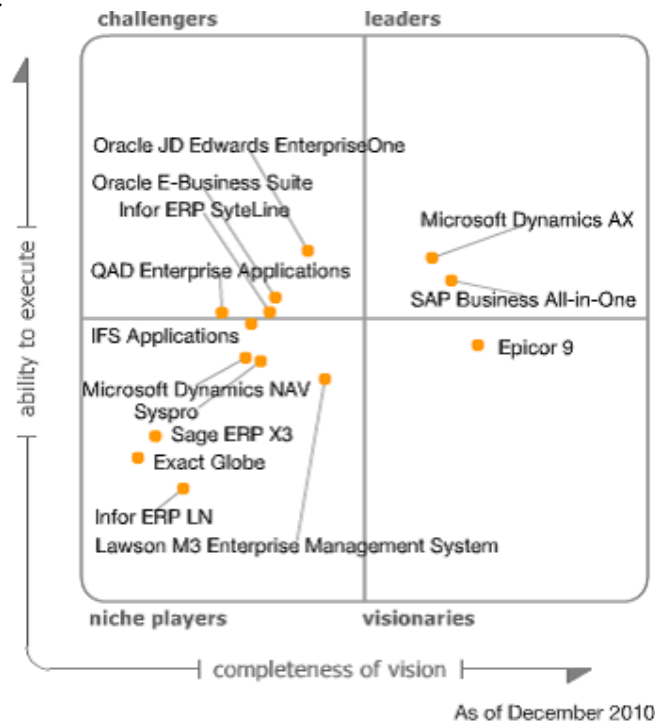 challengers
leaders
Oracle JD Edwards EnterpriseOne
Oracle E-Business Suite
Infor ERP SyteLine
Microsoft Dynamics AX
QAD Enterprise Applications
SAP Business All-in-One
ability to execute
IFS Applications
Epicor 9
Microsoft Dynamics NAV
Syspro
Sage ERP X3
Exact Globe
Infor ERP LN
Lawson M3 Enterprise Management System
niche players
visionaries
completeness of vision
As of December 2010